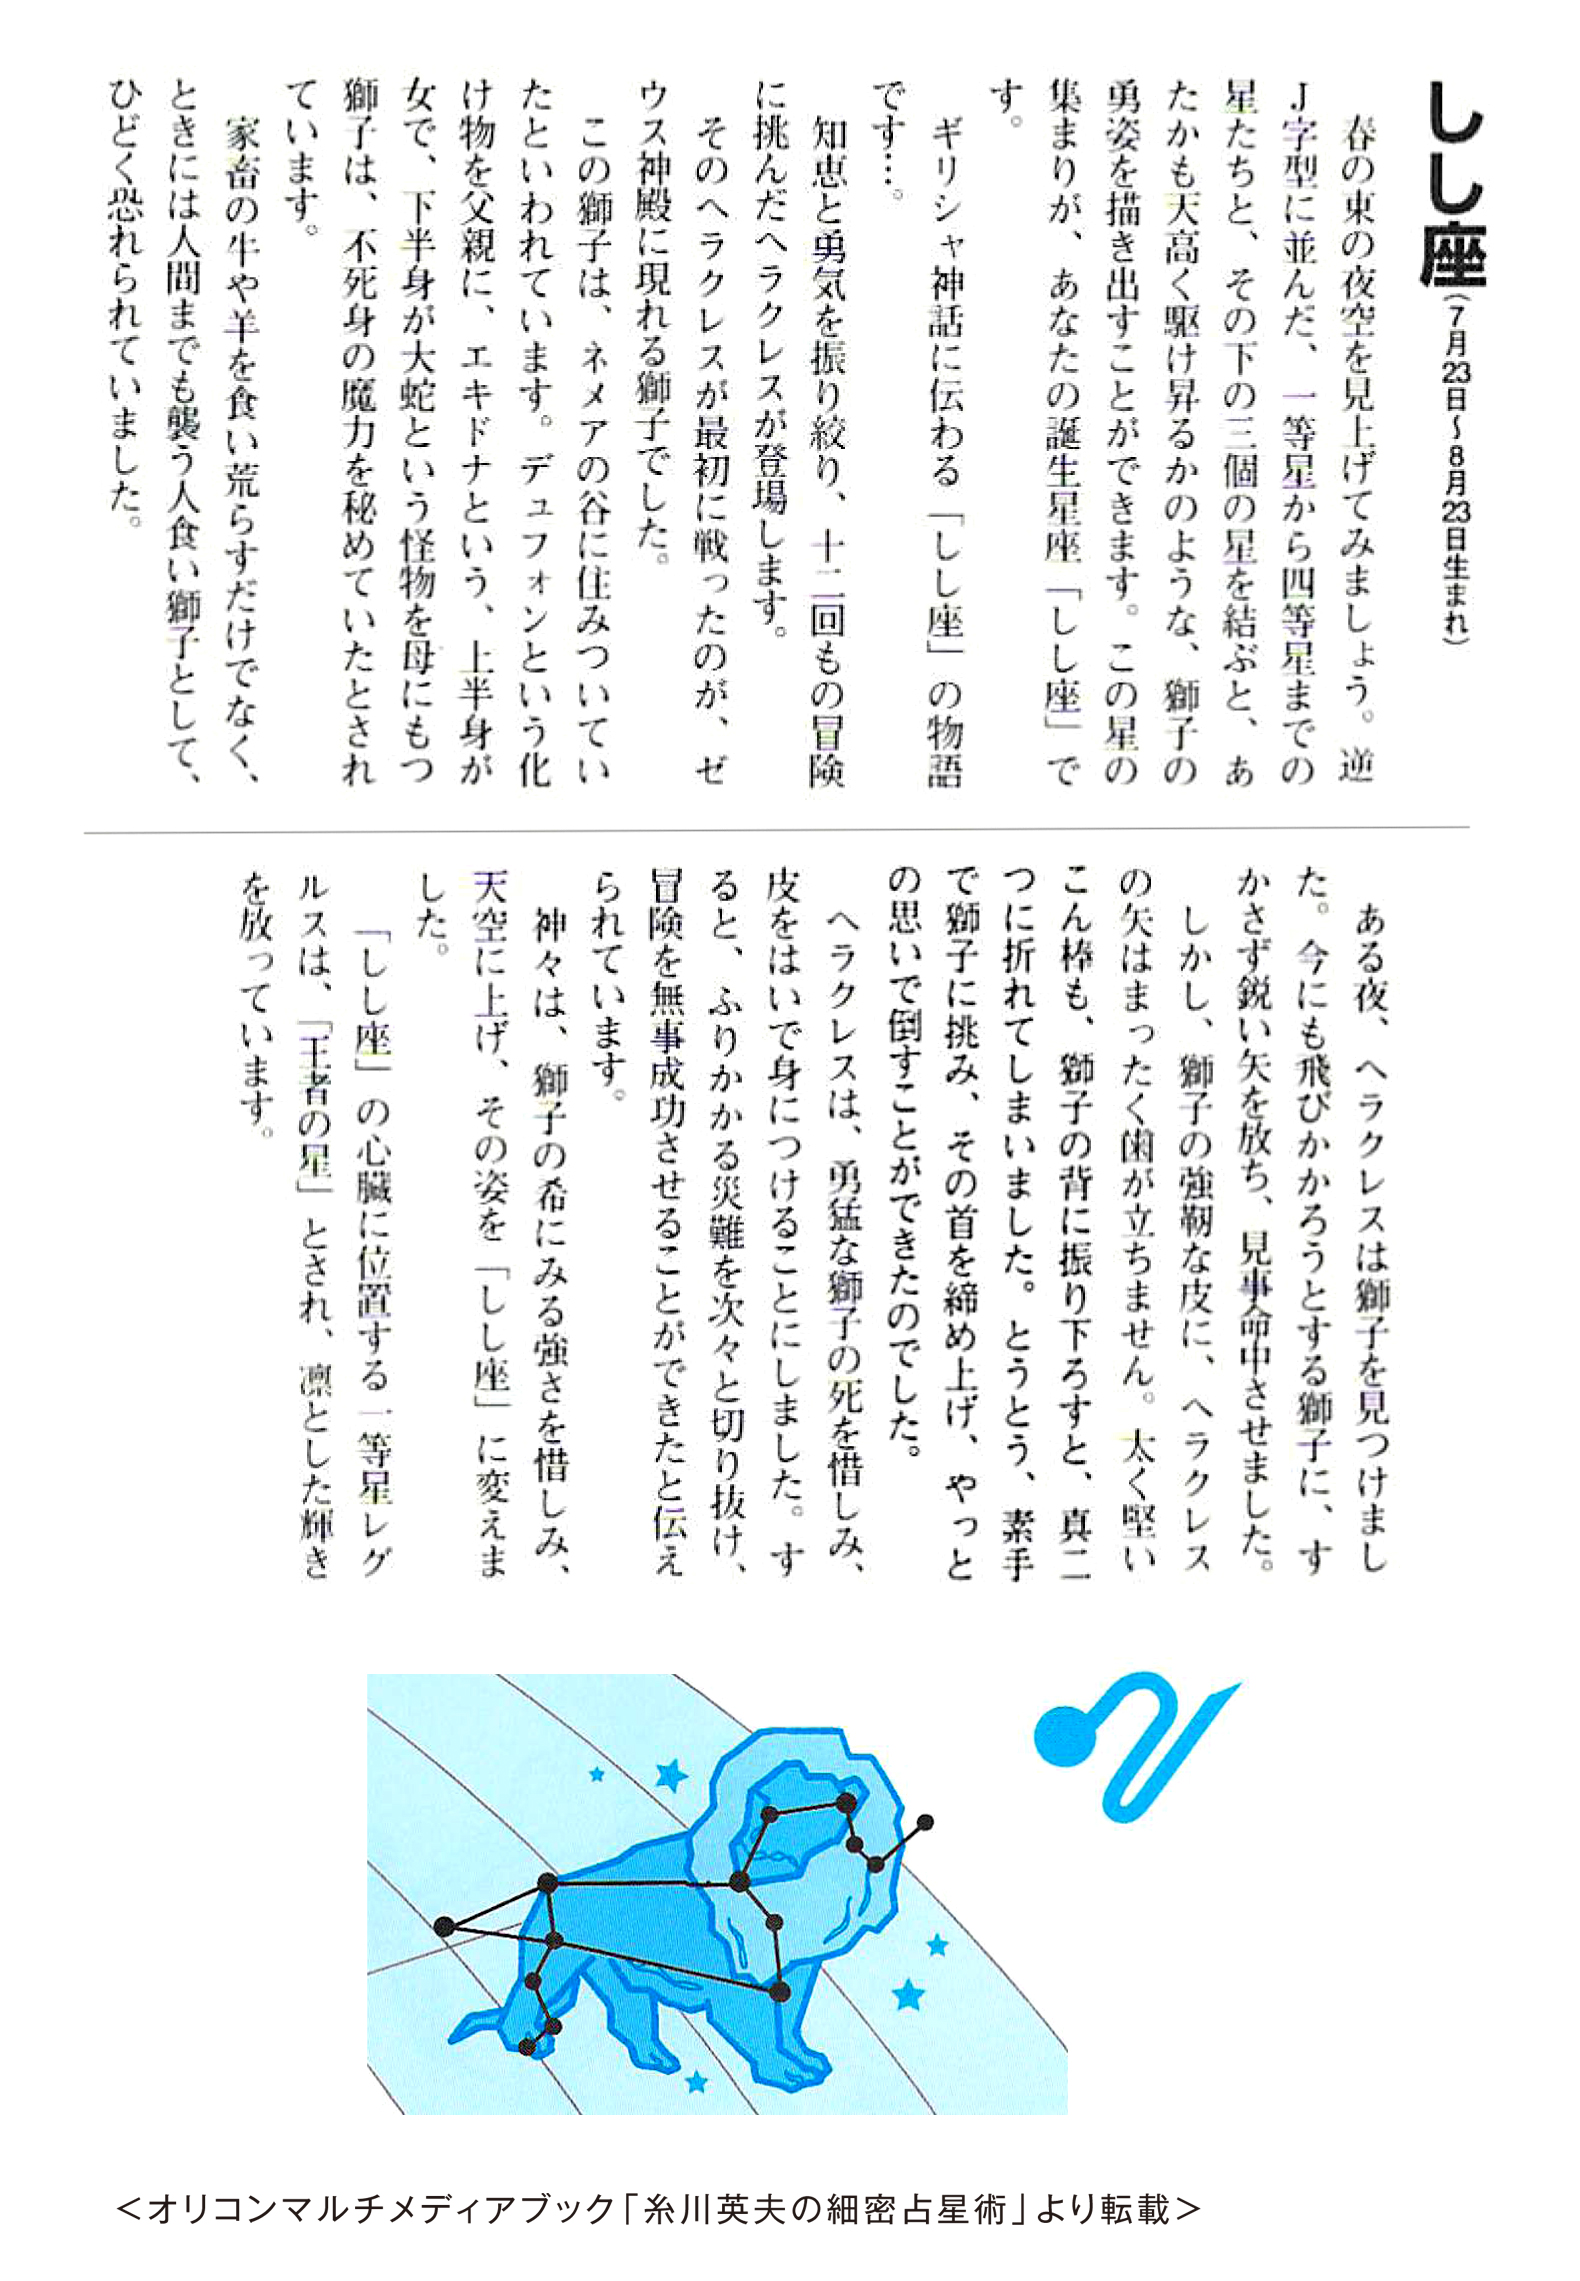 しし座(7月23日〜8月23日生まれ)
　春の東の夜空を見上げてみましょう。逆
J字型に並んだ、一等星から四等星までの
星たちと、その下の三個の星を結ぶと、あ
たかも天高く駆け昇るかのような、獅子の
勇姿を描き出すことができます。この星の
集まりが、あなたの誕生星座「しし座」で
す。
　ギリシャ神話に伝わる「しし座」の物語
です…。
　知恵と勇気を振り絞り、十二回もの冒険
に挑んだヘラクレスが登場します。
　そのヘラクレスが最初に戦ったのが、ゼ
ウス神殿に現れる獅子でした。
　この獅子は、ネメアの谷に住みついてい
たといわれています。デュフォンという化
け物を父親に、エキドナという、上半身が
女で、下半身が大蛇という怪物を母にもつ
獅子は、不死身の魔力を秘めていたとされ
ています。
　家畜の牛や羊を食い荒らすだけでなく、
ときには人間までも襲う人食い獅子として、
ひどく恐れられていました。
　ある夜、ヘラクレスは獅子を見つけまし
た。今にも飛びかかろうとする獅子に、す
かさず鋭い矢を放ち、見事命中させました。
　しかし、獅子の強靭な皮に、ヘラクレス
の矢はまったく歯が立ちません。太く堅い
こん棒も、獅子の背に振り下ろすと、真二
つに折れてしまいました。とうとう、素手
で獅子に挑み、その首を締め上げ、やっと
の思いで倒すことができたのでした。
　ヘラクレスは、勇猛な獅子の死を惜しみ、
皮をはいで身につけることにしました。す
ると、ふりかかる災難を次々と切り抜け、
冒険を無事成功させることができたと伝え
られています。
　神々は、獅子の希にみる強さを惜しみ、
天空に上げ、その姿を「しし座」に変えま
した。
　「しし座」の心臓に位置する一等星レグ
ルスは、「王者の星」とされ、凛とした輝き
を放っています。
＜オリコンマルチメディアブック「糸川英夫の細密占星術」より転載＞